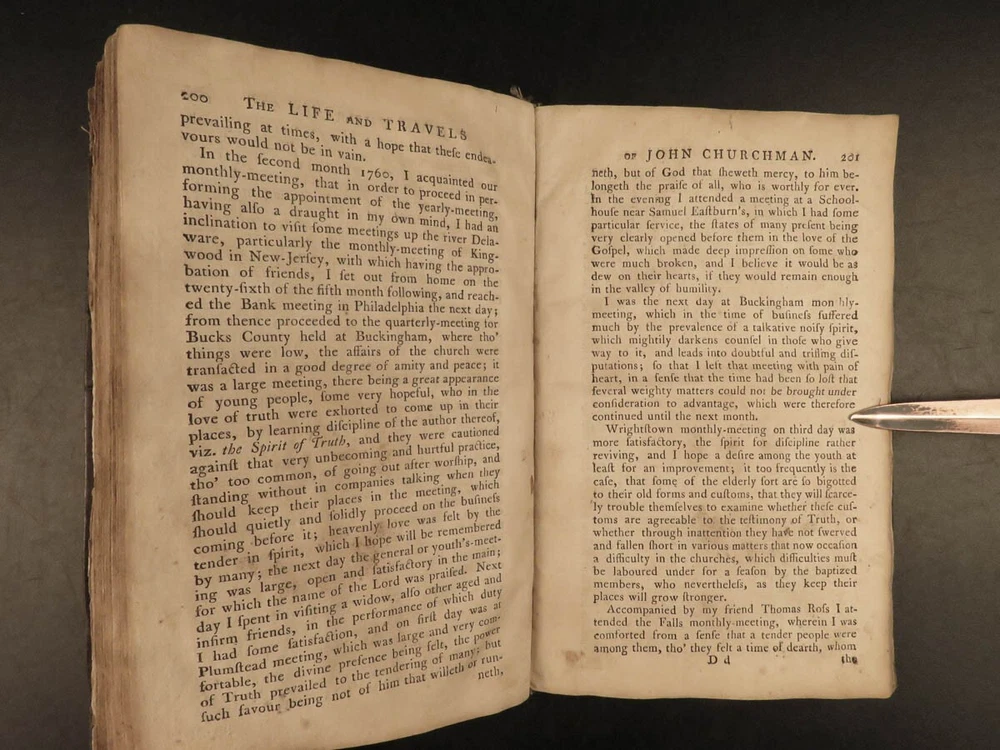 200 THE LIFE AND TRAVELS
prevailing at times, with a hope that theſe endea-
vours would not be in vain.
In the ſecond month 1760, I acquainted our
monthly-meeting, that in order to proceed in per-
forming the appointment of the yearly-meeting,
having alſo a draught in my own mind, I had an
inclination to viſit ſome meetings up the river Dela-
ware, particularly the monthly-meeting of King-
wood in New-Jerſey, with which having the appro-
bation of friends, I ſet out from home on the
twenty-ſixth of the fifth month following, and reach-
ed the Bank meeting in Philadelphia the next day;
from thence proceeded to the quarterly-meeting for
Bucks County held at Buckingham, where tho'
things were low, the affairs of the church were
tranſacted in a good degree of amity and peace; it
was a large meeting, there being a great appearance
of young people, ſome very hopeful, who in the
love of truth were exhorted to come up in their
places, by learning diſcipline of the author thereof,
viz. the Spirit of Truth, and they were cautioned
againſt that very unbecoming and hurtful practice,
tho' too common, of going out after worſhip, and
ſtanding without in companies talking when they
ſhould keep their places in the meeting, which
ſhould quietly and ſolidly proceed on the buſineſs
coming before it; heavenly love was felt by the
tender in ſpirit, which I hope will be remembered
by many; the next day the general or youth's-meet-
ing was large, open and ſatisfactory in the main;
for which the name of the Lord was praiſed. Next
day I ſpent in viſiting a widow, alſo other aged and
infirm friends, in the performance of which duty
I had ſome ſatisfaction, and on firſt day was at
Plumſtead meeting, which was large and very com-
fortable, the divine preſence being felt, the power
of Truth prevailed to the tendering of many; but
ſuch favour being not of him that willeth or run-
neth,
OF JOHN CHURCHMAN. 201
neth, but of God that ſheweth mercy, to him be-
longeth the praiſe of all, who is worthily for ever.
In the evening I attended a meeting at a School-
houſe near Samuel Eaſtburn's, in which I had ſome
particular ſervice, the ſtates of many preſent being
very clearly opened before them in the love of the
Goſpel, which made deep impreſſion on ſome who
were much broken, and I believe it would be as
dew on their hearts, if they would remain enough
in the valley of humility.
I was the next day at Buckingham mon hly-
meeting, which in the time of buſineſs ſuffered
much by the prevalence of a talkative noiſy ſpirit,
which mightily darkens counſel in thoſe who give
way to it, and leads into doubtful and trifling diſ-
putations; ſo that I left that meeting with pain of
heart, in a ſenſe that the time had been ſo loſt that
ſeveral weighty matters could not be brought under
conſideration to advantage, which were therefore
continued until the next month.
Wrightſtown monthly-meeting on third day was
more ſatisfactory, the ſpirit for diſcipline rather
reviving, and I hope a deſire among the youth at
leaſt for an improvement; it too frequently is the
caſe, that ſome of the elderly ſort are ſo bigotted
to their old forms and cuſtoms, that they will ſcarce-
ly trouble themſelves to examine whether theſe cuſ-
toms are agreeable to the teſtimony of Truth, or
whether through inattention they have not ſwerved
and fallen ſhort in various matters that now occaſion
a difficulty in the churches, which difficulties muſt
be laboured under for a ſeaſon by the baptized
members, who nevertheleſs, as they keep their
places will grow ſtronger.
Accompanied by my friend Thomas Roſs I at-
tended the Falls monthly-meeting, wherein I was
comforted from a ſenſe that a tender people were
among them, tho' they felt a time of dearth, whom
D d the